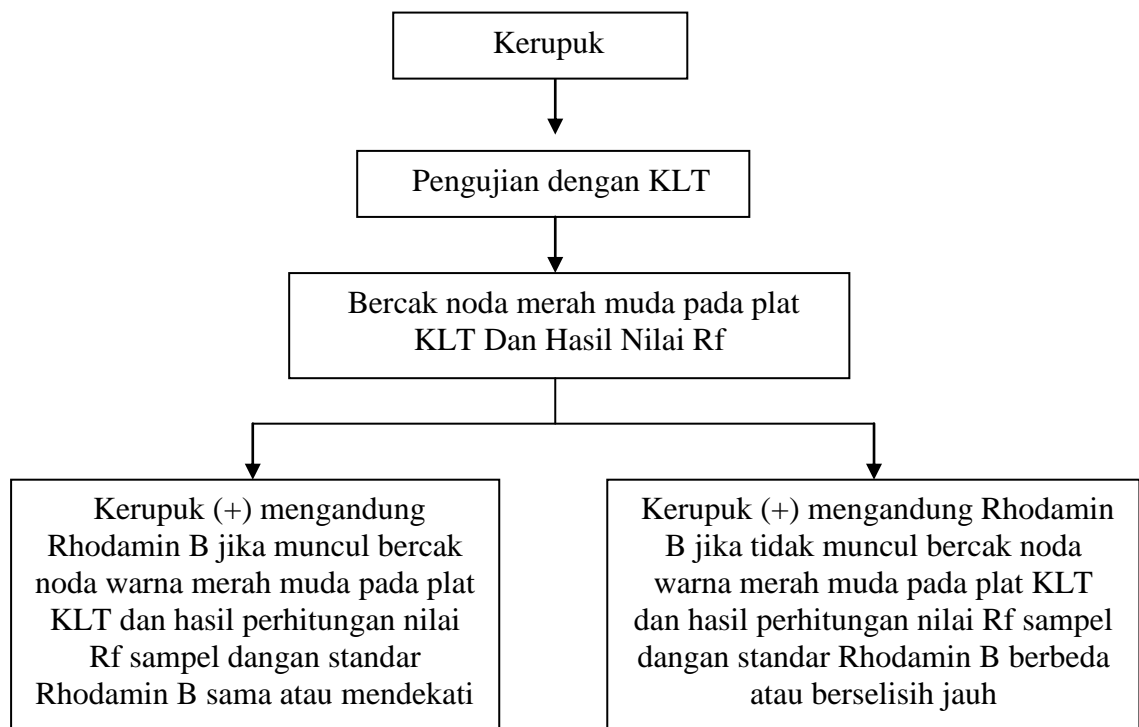 Kerupuk
Pengujian dengan KLT
Bercak noda merah muda pada plat
KLT Dan Hasil Nilai Rf
Kerupuk (+) mengandung
Rhodamin B jika muncul bercak
noda warna merah muda pada plat
KLT dan hasil perhitungan nilai
Rf sampel dangan standar
Rhodamin B sama atau mendekati
Kerupuk (+) mengandung Rhodamin
B jika tidak muncul bercak noda
warna merah muda pada plat KLT
dan hasil perhitungan nilai Rf sampel
dangan standar Rhodamin B berbeda
atau berselisih jauh